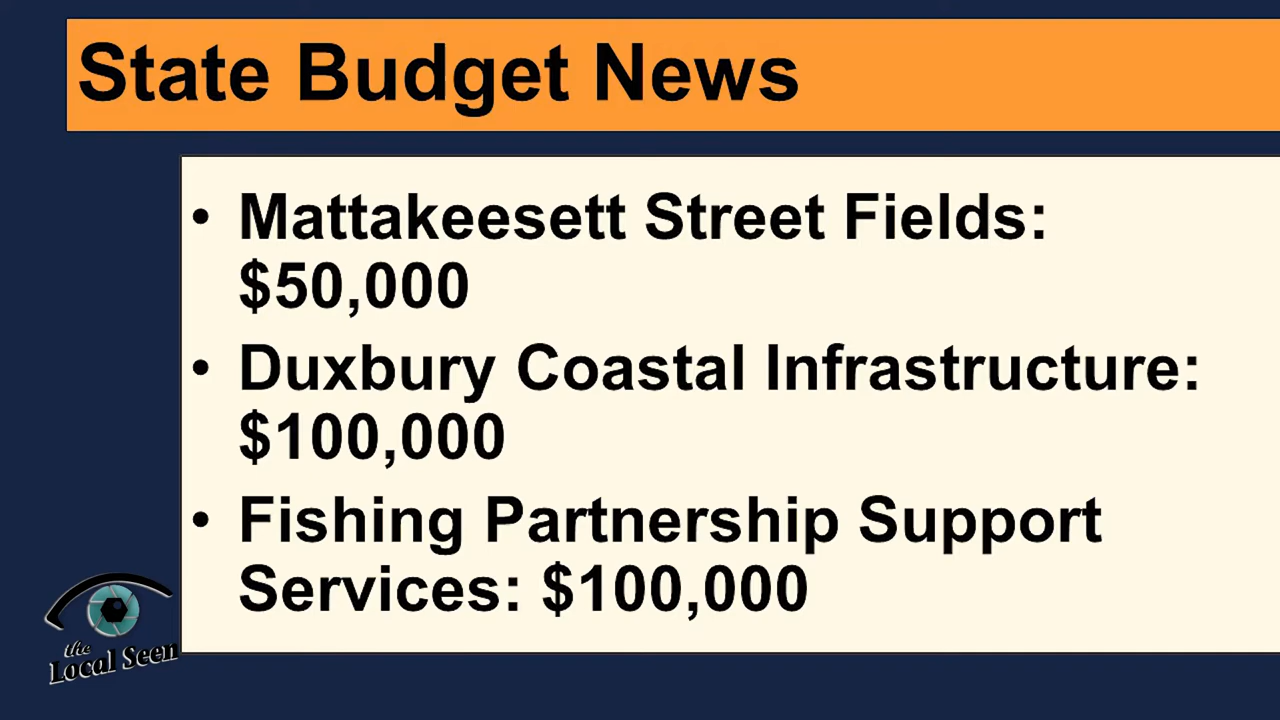 State Budget News
• Mattakeesett Street Fields:
$50,000
• Duxbury Coastal Infrastructure:
$100,000
• Fishing Partnership Support
Services: $100,000
the
Local Seen